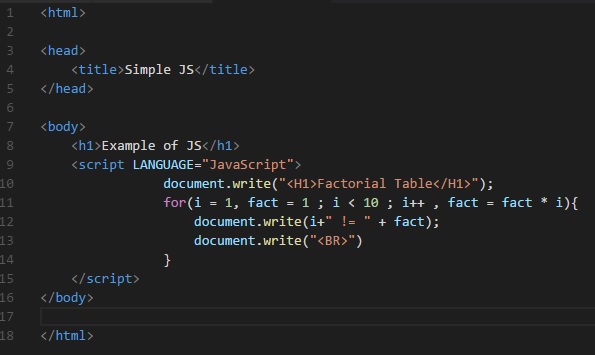 1 <html>
2
3 <head>
4 <title>Simple JS</title>
5 </head>
6
7 <body>
8 <h1>Example of JS</h1>
9 <script LANGUAGE="JavaScript">
10 document.write("<H1>Factorial Table</H1>");
11 for(i = 1, fact = 1 ; i < 10 ; i++ , fact = fact * i){
12 document.write(i+" != " + fact);
13 document.write("<BR>")
14 }
15 </script>
16 </body>
17
18 </html>